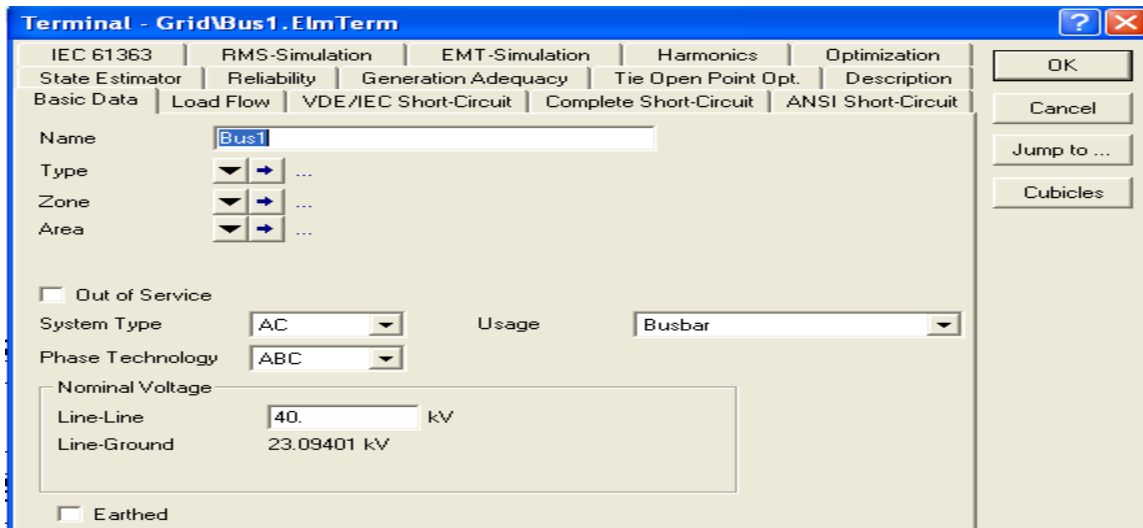 Terminal - Grid\Bus1.ElmTerm
IEC 61363 RMS-Simulation EMT-Simulation Harmonics Optimization
State Estimator Reliability Generation Adequacy Tie Open Point Opt. Description
Basic Data Load Flow VDE/IEC Short-Circuit Complete Short-Circuit ANSI Short-Circuit
OK
Cancel
Jump to ...
Cubicles
Name Bus1
Type ...
Zone ...
Area ...
Out of Service
System Type AC Usage Busbar
Phase Technology ABC
Nominal Voltage
Line-Line 40. kV
Line-Ground 23.09401 kV
Earthed